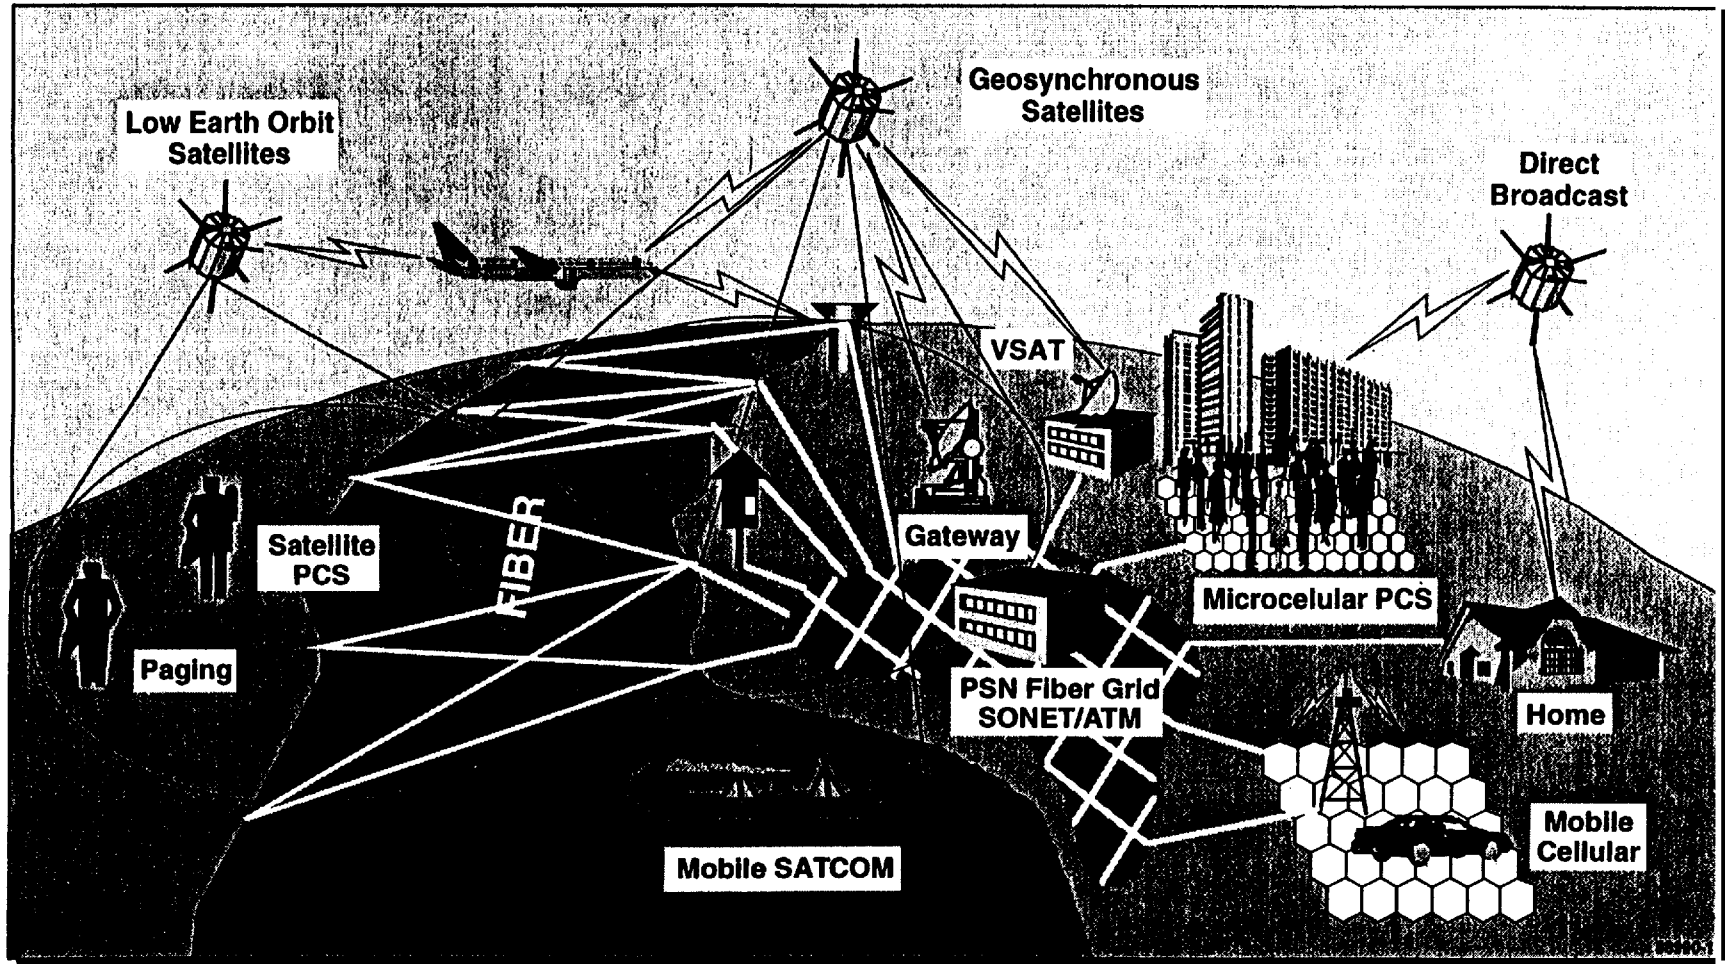 Geosynchronous
Satellites
Low Earth Orbit
Satellites
Direct
Broadcast
VSAT
FIBER
Gateway
Satellite
PCS
Microcelular PCS
Paging
PSN Fiber Grid
SONET/ATM
Home
Mobile
Cellular
Mobile SATCOM